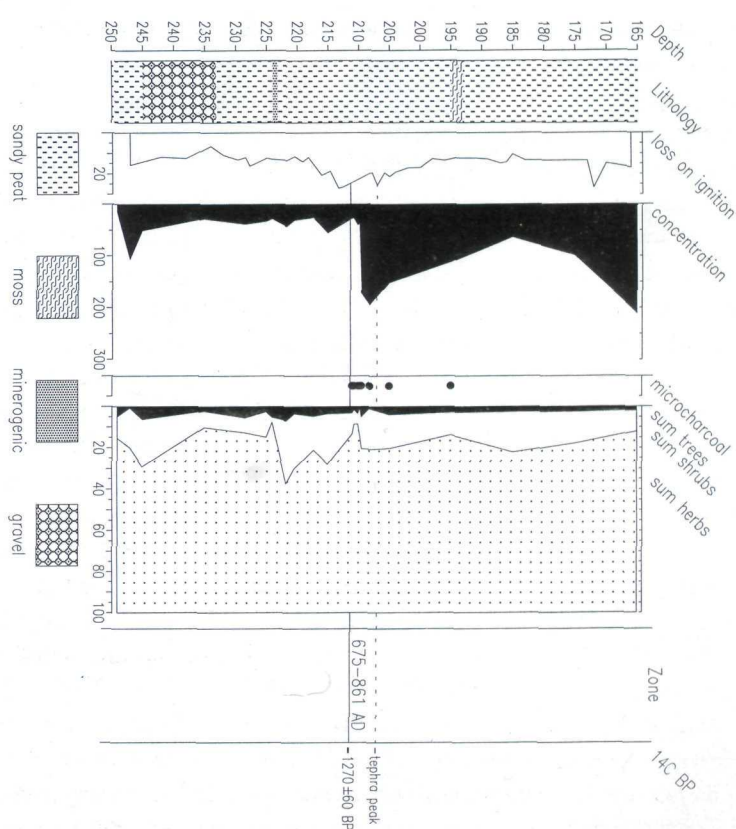 Depth
Lithology
loss on ignition
concentration
microcharcoal
sum trees
sum shrubs
sum herbs
Zone
14C BP
165
170
175
180
185
190
195
200
205
210
215
220
225
230
235
240
245
250
20
100
200
300
20
40
60
80
100
675-861 AD
tephra peak
1270±60 BP
sandy peat
moss
minerogenic
gravel